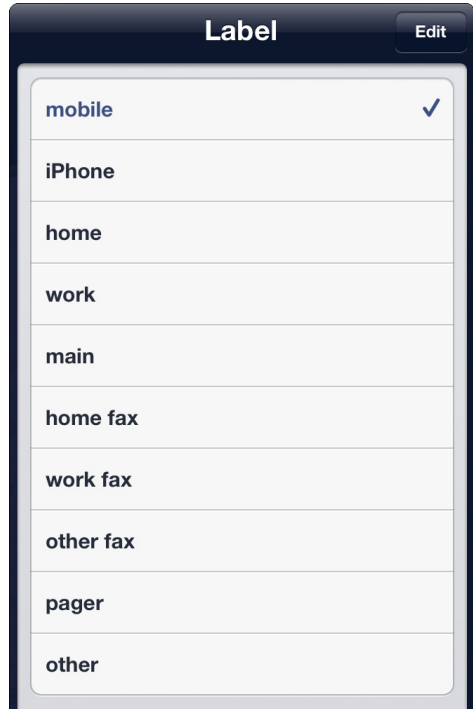 Label
Edit
mobile
iPhone
home
work
main
home fax
work fax
other fax
pager
other